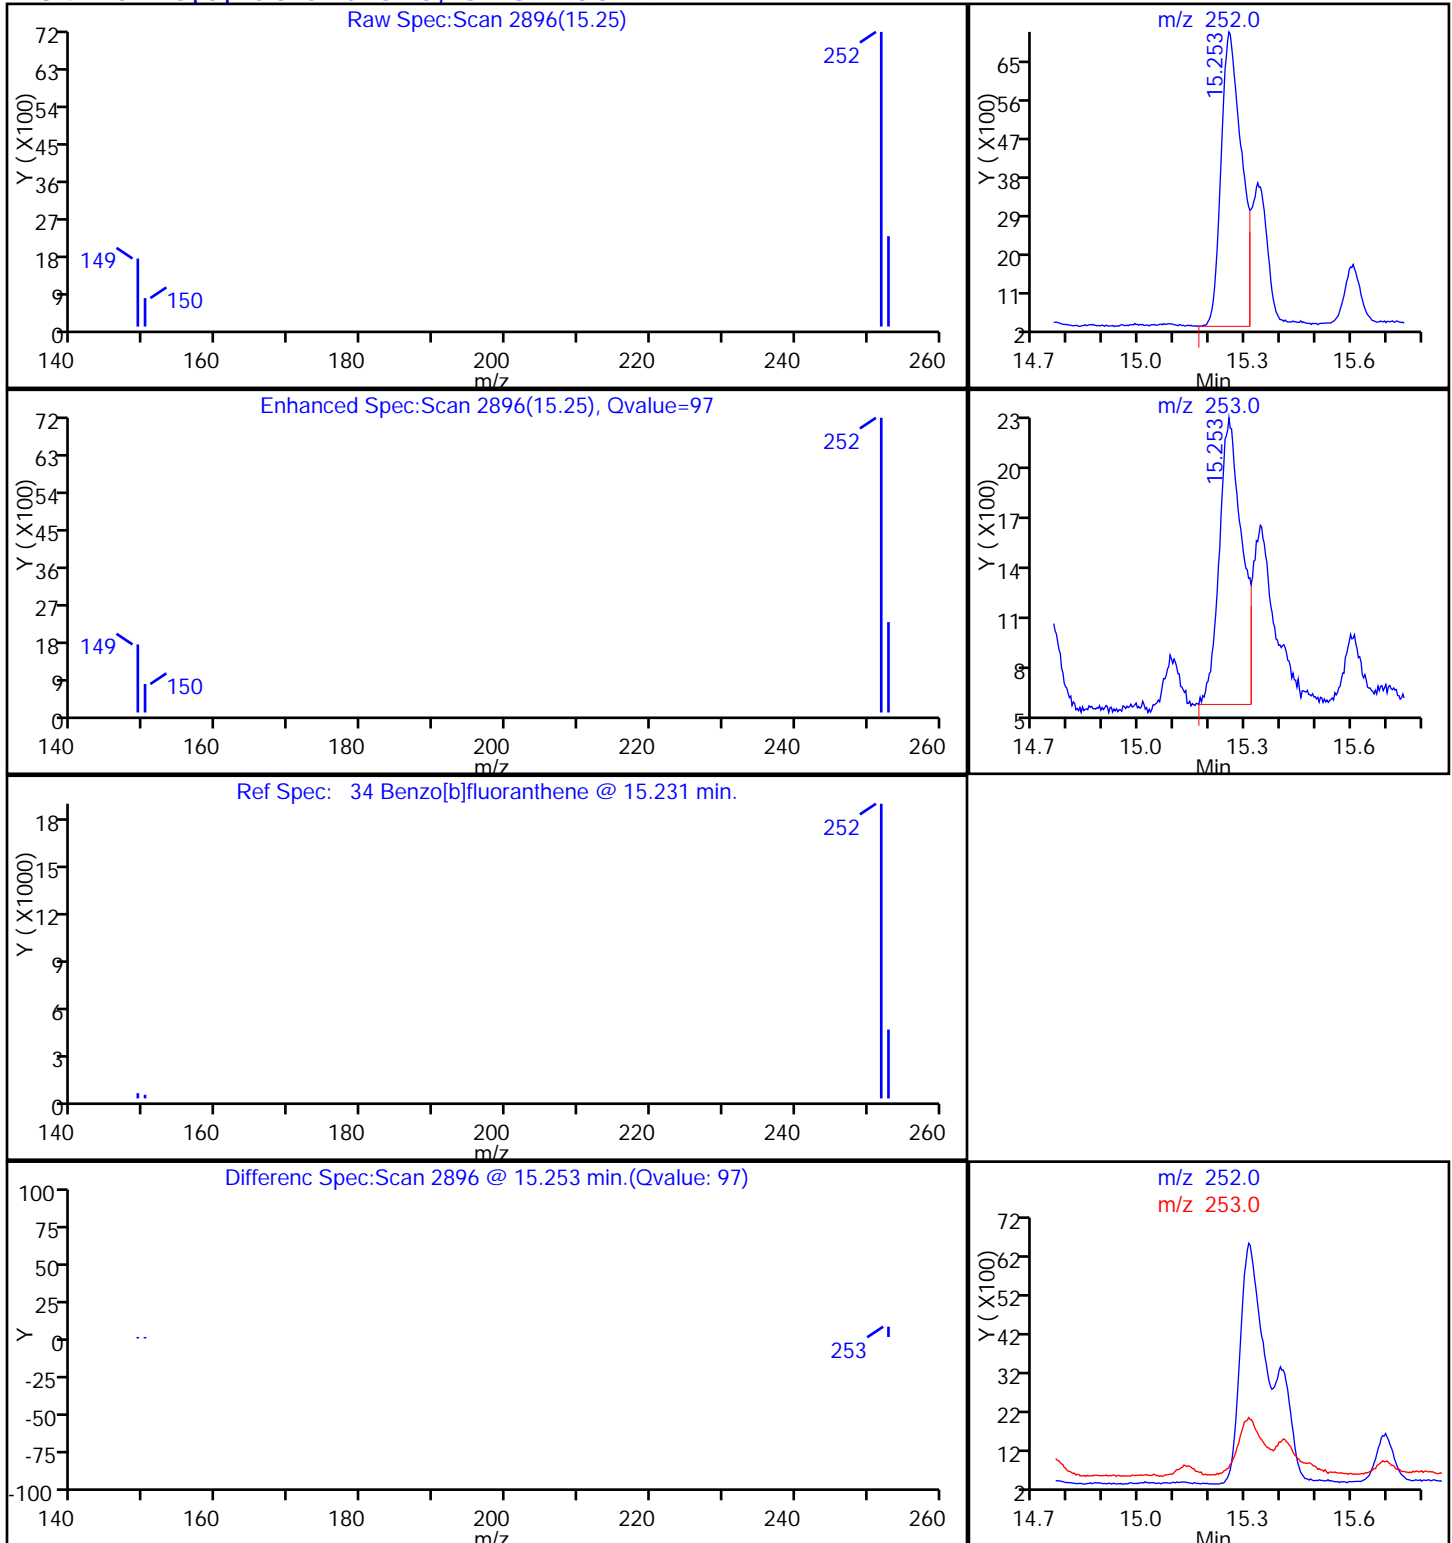 Raw Spec:Scan 2896(15.25)
72
63
54
45
36
27
18
9
0
Y ( X100)
252
149
150
140 160 180 200 220 240 260
m/z
m/z 252.0
65
56
47
38
29
20
11
2
Y ( X100)
15.253
14.7 15.0 15.3 15.6
Min
Enhanced Spec:Scan 2896(15.25), Qvalue=97
72
63
54
45
36
27
18
9
0
Y ( X100)
252
149
150
140 160 180 200 220 240 260
m/z
m/z 253.0
23
20
17
14
11
8
5
Y ( X100)
15.253
14.7 15.0 15.3 15.6
Min
Ref Spec: 34 Benzo[b]fluoranthene @ 15.231 min.
18
15
12
9
6
3
0
Y ( X1000)
252
140 160 180 200 220 240 260
m/z
Differenc Spec:Scan 2896 @ 15.253 min.(Qvalue: 97)
100
75
50
25
0
-25
-50
-75
-100
Y
253
140 160 180 200 220 240 260
m/z
m/z 252.0
m/z 253.0
72
62
52
42
32
22
12
2
Y ( X100)
14.7 15.0 15.3 15.6
Min